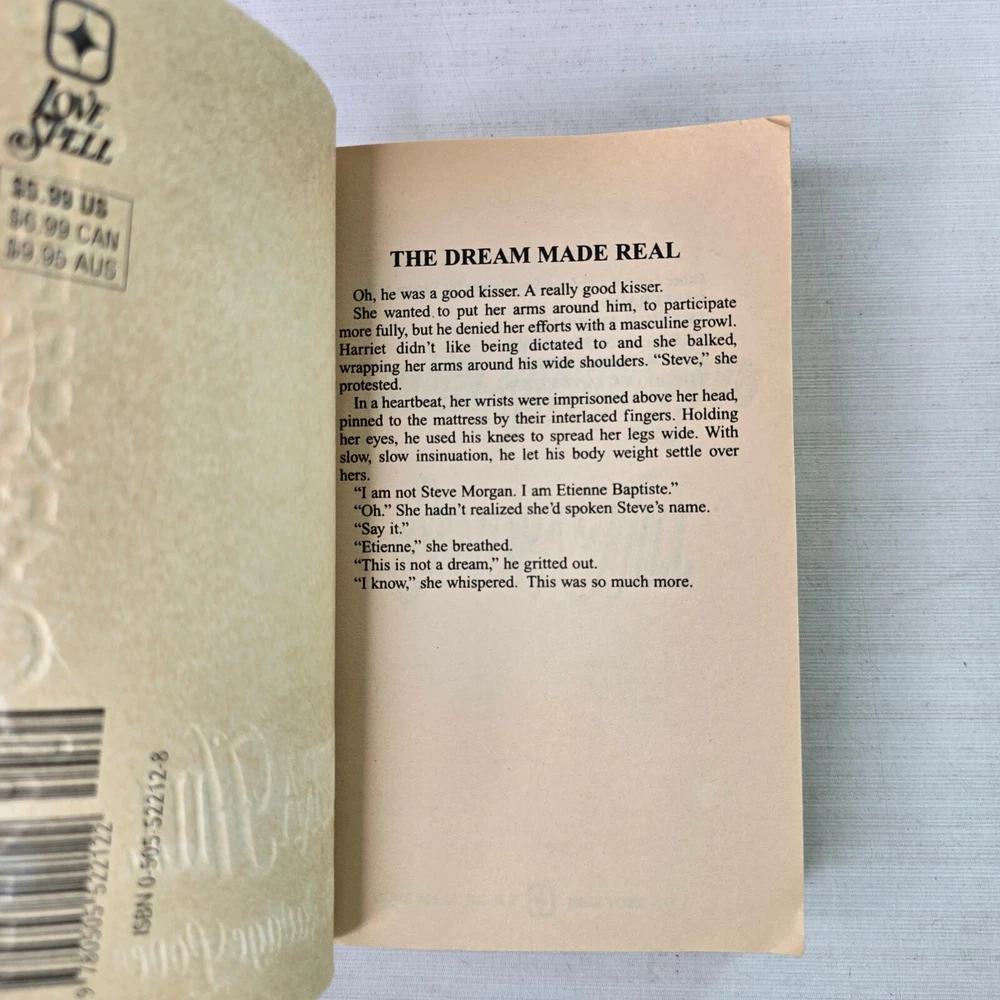 LOVE
SPELL
$5.99 US
$6.99 CAN
$9.95 AUS
ISBN 0-505-52212-8
9 780505 522122
THE DREAM MADE REAL
Oh, he was a good kisser. A really good kisser.
She wanted to put her arms around him, to participate
more fully, but he denied her efforts with a masculine growl.
Harriet didn’t like being dictated to and she balked,
wrapping her arms around his wide shoulders. “Steve,” she
protested.
In a heartbeat, her wrists were imprisoned above her head,
pinned to the mattress by their interlaced fingers. Holding
her eyes, he used his knees to spread her legs wide. With
slow, slow insinuation, he let his body weight settle over
hers.
“I am not Steve Morgan. I am Etienne Baptiste.”
“Oh.” She hadn’t realized she’d spoken Steve’s name.
“Say it.”
“Etienne,” she breathed.
“This is not a dream,” he gritted out.
“I know,” she whispered. This was so much more.